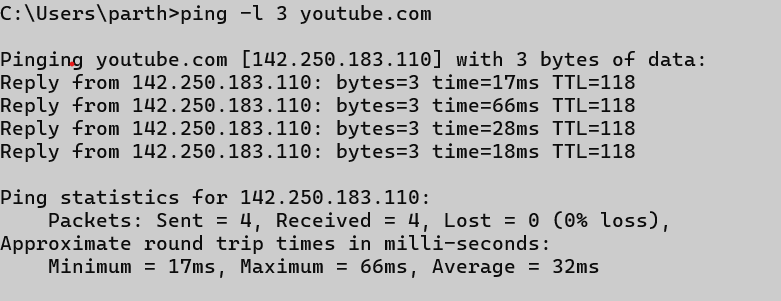 C:\Users\parth>ping -l 3 youtube.com
Pinging youtube.com [142.250.183.110] with 3 bytes of data:
Reply from 142.250.183.110: bytes=3 time=17ms TTL=118
Reply from 142.250.183.110: bytes=3 time=66ms TTL=118
Reply from 142.250.183.110: bytes=3 time=28ms TTL=118
Reply from 142.250.183.110: bytes=3 time=18ms TTL=118
Ping statistics for 142.250.183.110:
Packets: Sent = 4, Received = 4, Lost = 0 (0% loss),
Approximate round trip times in milli-seconds:
Minimum = 17ms, Maximum = 66ms, Average = 32ms